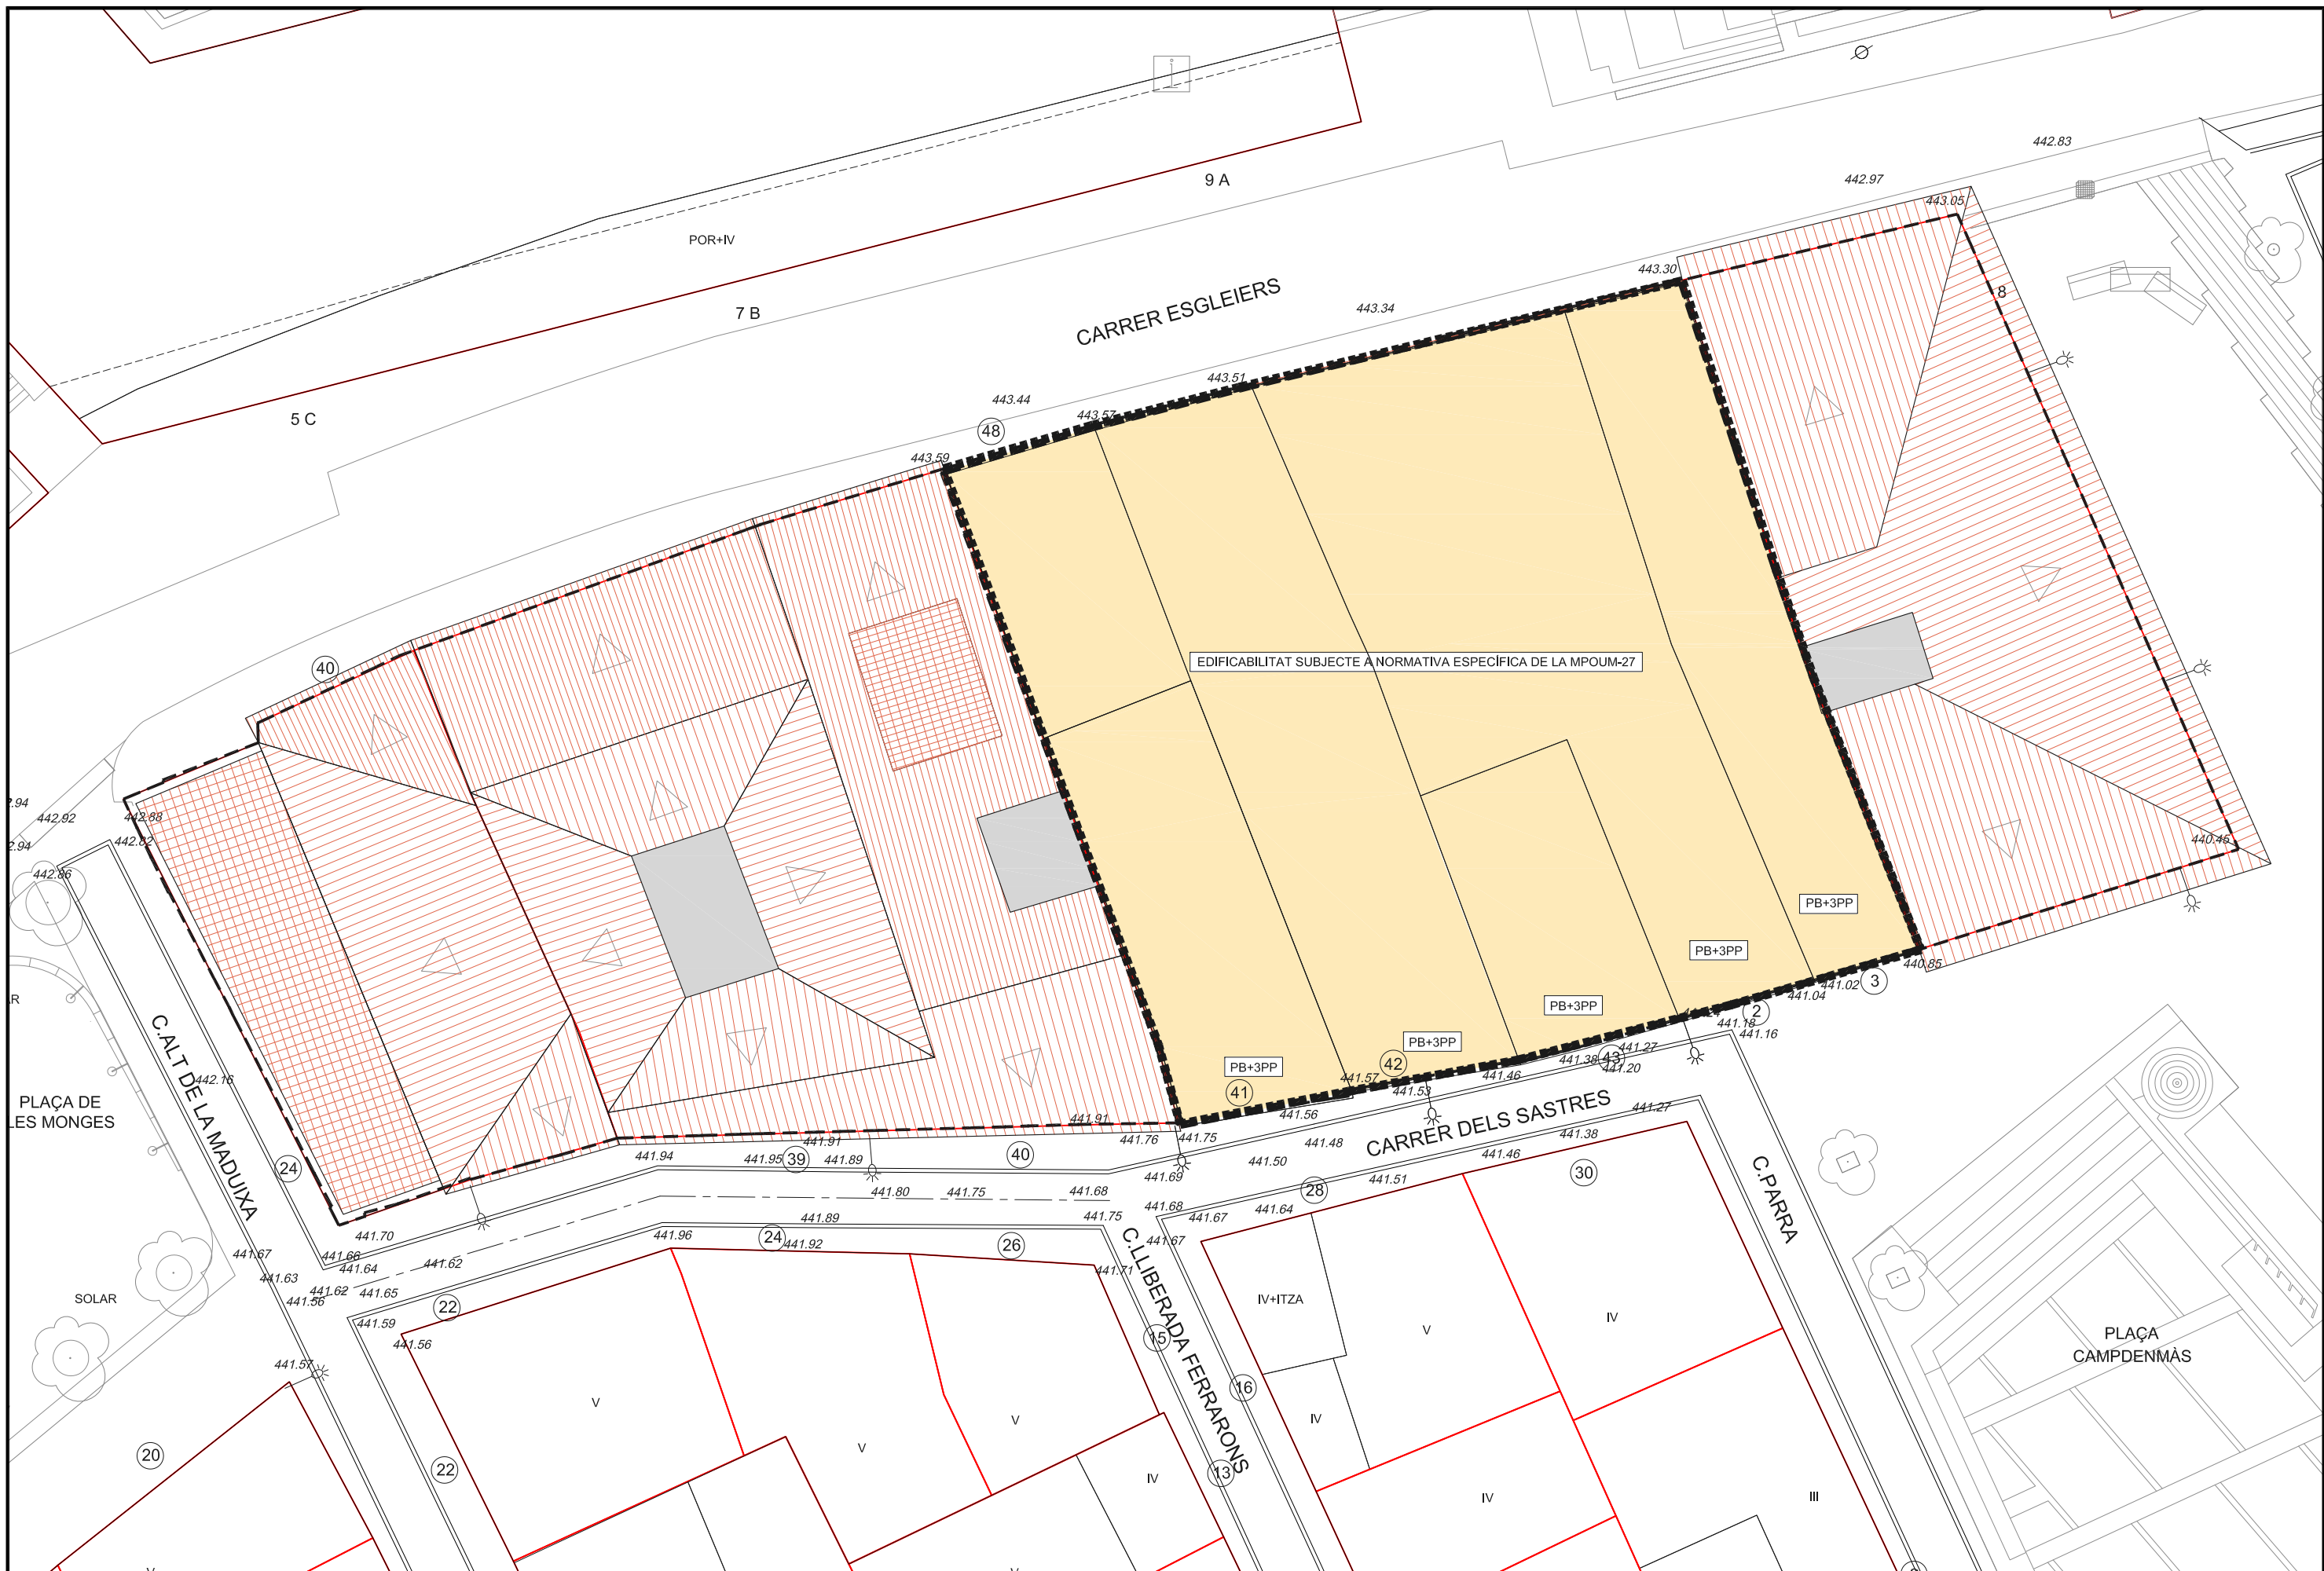 442.83
442.97
9 A
443.05
POR+IV
443.30
8
7 B
CARRER ESGLEIERS
443.34
443.51
443.44
443.57
5 C
48
443.59
EDIFICABILITAT SUBJECTE A NORMATIVA ESPECÍFICA DE LA MPOUM-27
40
442.92
442.88
442.82
440.45
442.86
PB+3PP
PB+3PP
440.85
3
441.02
441.04
PB+3PP
2
441.18
441.16
PB+3PP
441.27
43
441.38
441.20
PB+3PP
42
441.57
441.46
441.53
41
C.ALT DE LA MADUIXA
442.16
PLAÇA DE
LES MONGES
441.91
441.56
441.27
CARRER DELS SASTRES
441.91
441.76
441.75
441.48
441.38
441.94
441.95
39
441.89
40
441.50
441.46
24
441.69
441.51
30
C.PARRA
441.80
441.75
441.68
28
441.68
441.64
441.67
441.89
441.75
441.70
441.96
24
441.92
26
441.67
441.67
441.66
441.64
441.62
441.71
C.LLIBERADA FERRARONS
441.63
441.62
441.65
441.56
SOLAR
22
IV+ITZA
441.59
441.56
IV
V
15
PLAÇA
CAMPDENMÀS
441.57
16
V
V
IV
V
20
22
13
IV
IV
III